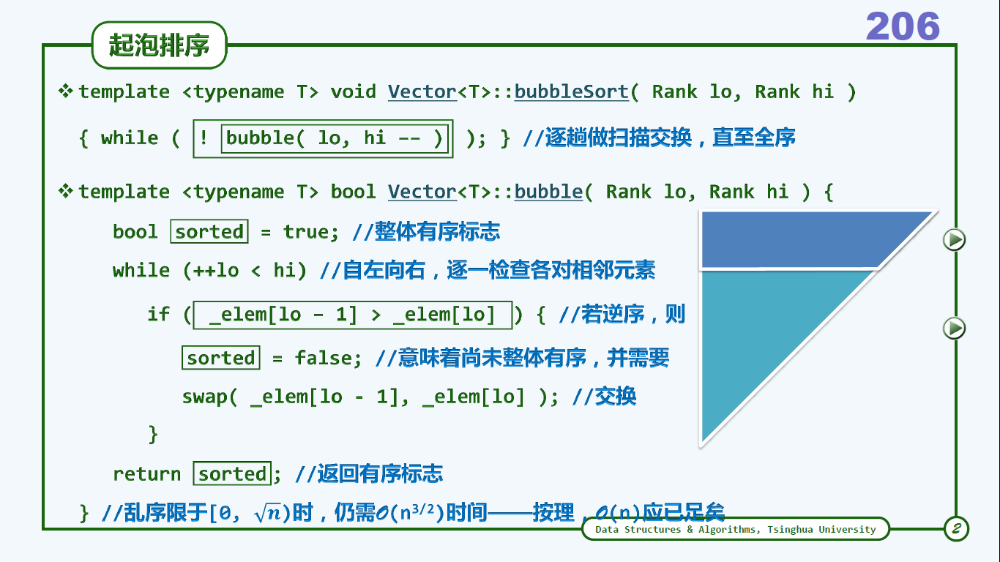 206
起泡排序
❖ template <typename T> void Vector<T>::bubbleSort( Rank lo, Rank hi )
{ while ( ! bubble( lo, hi -- ) ); } //逐趟做扫描交换，直至全序
❖ template <typename T> bool Vector<T>::bubble( Rank lo, Rank hi ) {
bool sorted = true; //整体有序标志
while (++lo < hi) //自左向右，逐一检查各对相邻元素
if ( _elem[lo – 1] > _elem[lo] ) { //若逆序，则
sorted = false; //意味着尚未整体有序，并需要
swap( _elem[lo - 1], _elem[lo] ); //交换
}
return sorted; //返回有序标志
} //乱序限于[0, √n)时，仍需𝒪(n³ᐟ²)时间——按理，𝒪(n)应已足矣
Data Structures & Algorithms, Tsinghua University
2